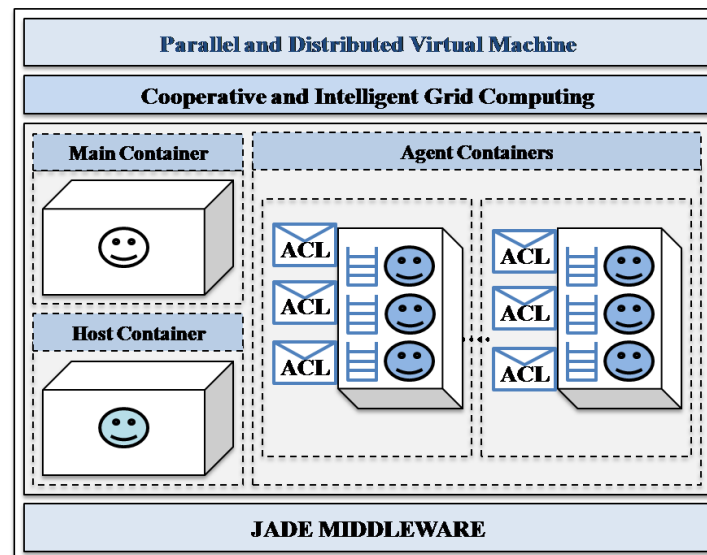 Parallel and Distributed Virtual Machine
Cooperative and Intelligent Grid Computing
Main Container
Agent Containers
ACL
ACL
ACL
ACL
ACL
ACL
Host Container
JADE MIDDLEWARE